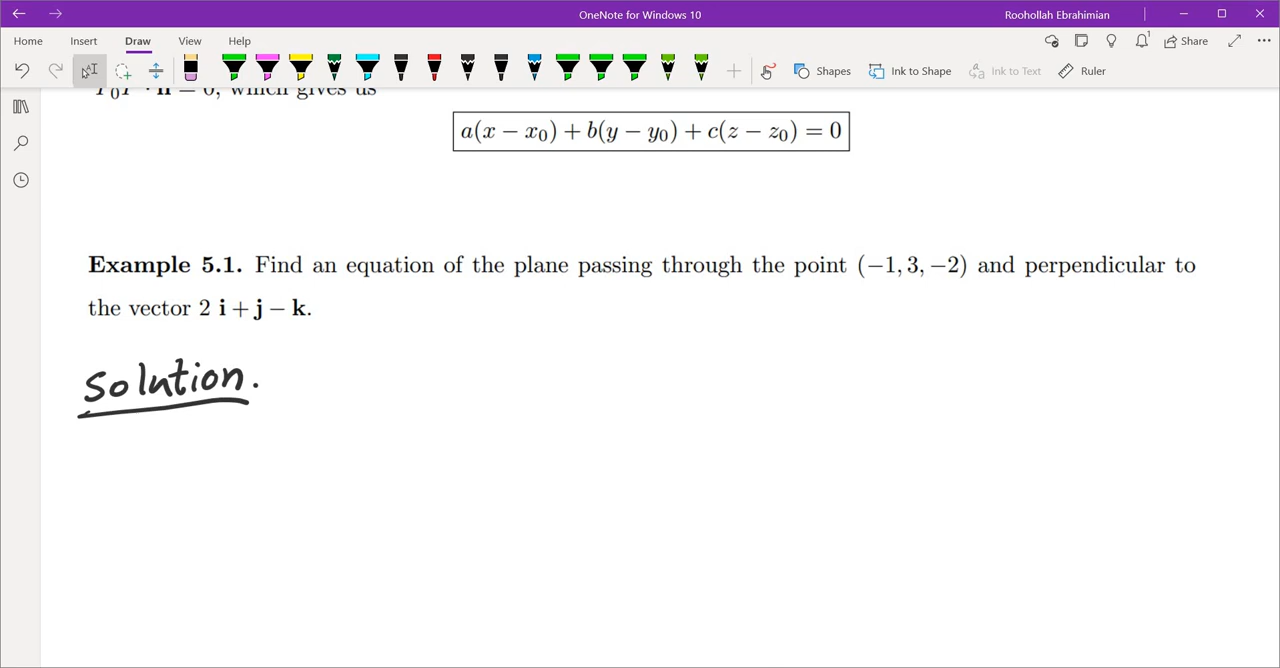 OneNote for Windows 10
Roohollah Ebrahimian
Home Insert Draw View Help
Share
Shapes Ink to Shape Ink to Text Ruler
a(x − x₀) + b(y − y₀) + c(z − z₀) = 0
Example 5.1. Find an equation of the plane passing through the point (−1, 3, −2) and perpendicular to
the vector 2 i + j − k.
Solution.